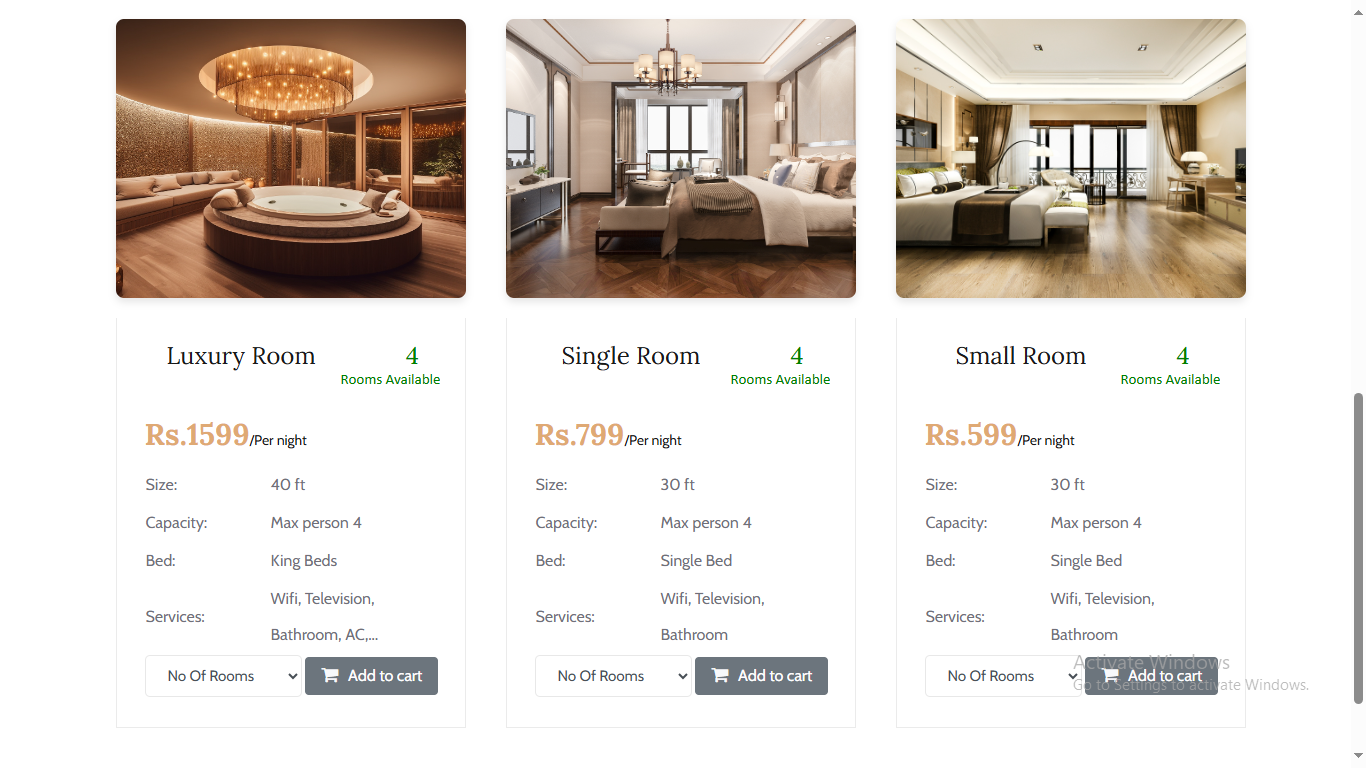 Luxury Room
4
Rooms Available
Rs.1599/Per night
Size: 40 ft
Capacity: Max person 4
Bed: King Beds
Services: Wifi, Television,
Bathroom, AC,...
No Of Rooms
Add to cart
Single Room
4
Rooms Available
Rs.799/Per night
Size: 30 ft
Capacity: Max person 4
Bed: Single Bed
Services: Wifi, Television,
Bathroom
No Of Rooms
Add to cart
Small Room
4
Rooms Available
Rs.599/Per night
Size: 30 ft
Capacity: Max person 4
Bed: Single Bed
Services: Wifi, Television,
Bathroom
No Of Rooms
Add to cart
Activate Windows
Go to Settings to activate Windows.